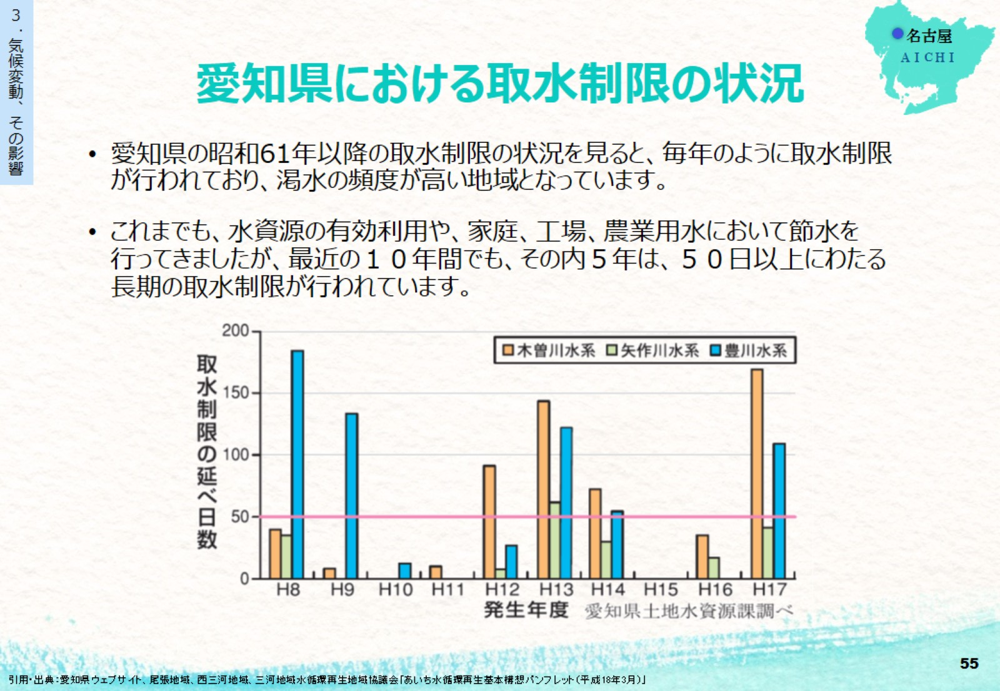 3．気候変動、その影響
名古屋
AICHI
愛知県における取水制限の状況
• 愛知県の昭和61年以降の取水制限の状況を見ると、毎年のように取水制限
が行われており、渇水の頻度が高い地域となっています。
• これまでも、水資源の有効利用や、家庭、工場、農業用水において節水を
行ってきましたが、最近の１０年間でも、その内５年は、５０日以上にわたる
長期の取水制限が行われています。
取水制限の延べ日数
200
150
100
50
0
木曽川水系 矢作川水系 豊川水系
H8 H9 H10 H11 H12 H13 H14 H15 H16 H17
発生年度 愛知県土地水資源課調べ
55
引用・出典：愛知県ウェブサイト、尾張地域、西三河地域、三河地域水循環再生地域協議会「あいち水循環再生基本構想パンフレット（平成18年3月）」